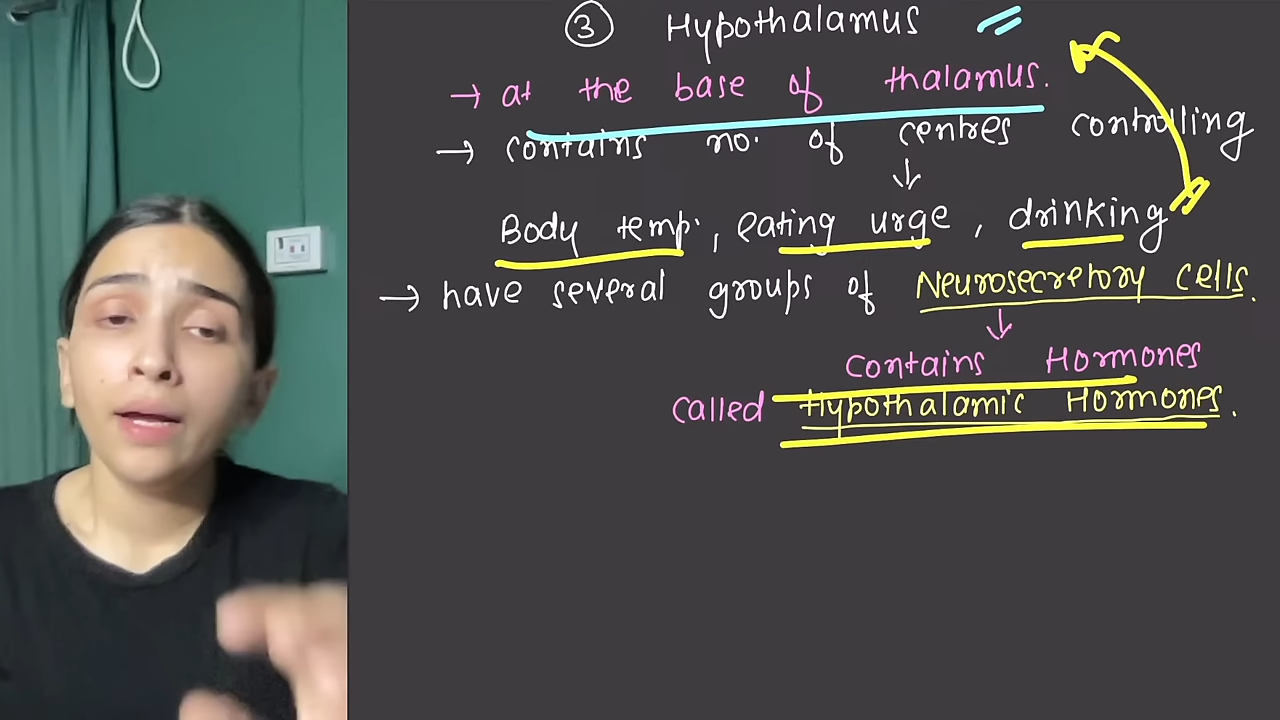 ③ Hypothalamus
→ at the base of thalamus.
→ contains no. of centres controlling
↓
Body temp., eating urge, drinking
→ have several groups of Neurosecretory cells.
↓
Contains Hormones
called Hypothalamic Hormones.